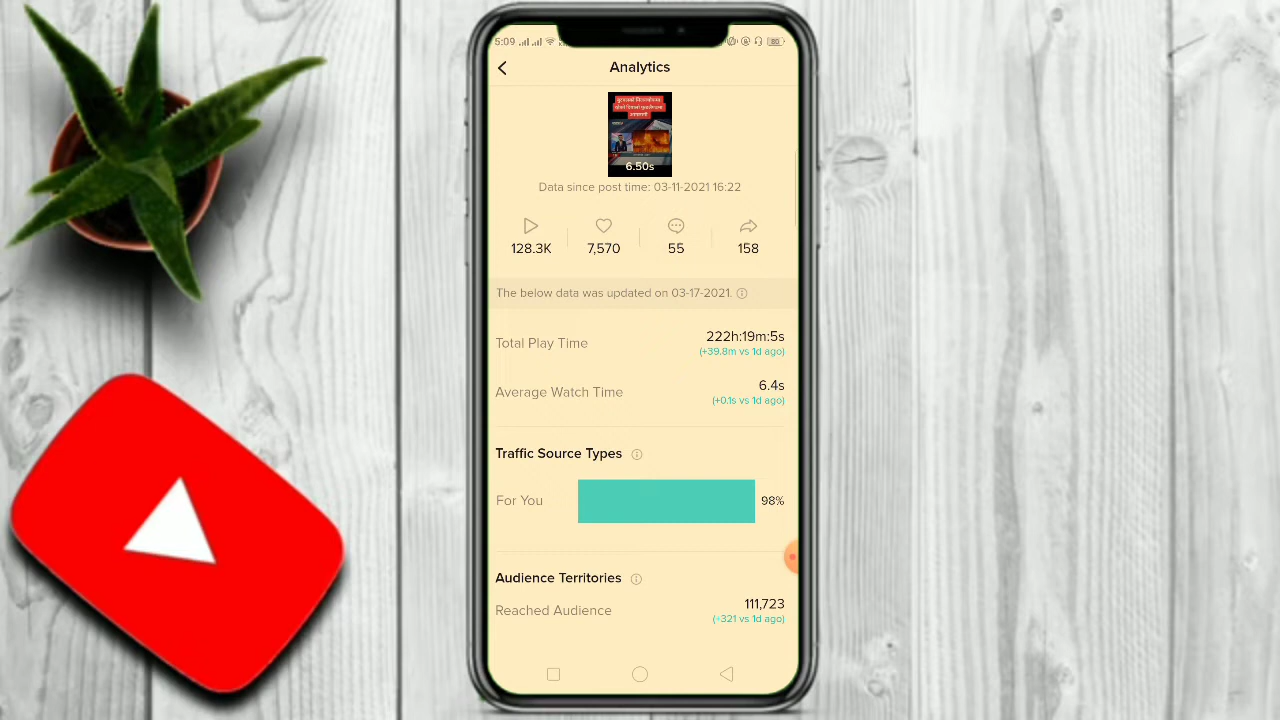 5:09
80
Analytics
6.50s
Data since post time: 03-11-2021 16:22
128.3K 7,570 55 158
The below data was updated on 03-17-2021.
Total Play Time 222h:19m:5s
(+39.8m vs 1d ago)
Average Watch Time 6.4s
(+0.1s vs 1d ago)
Traffic Source Types
For You 98%
Audience Territories
Reached Audience 111,723
(+321 vs 1d ago)